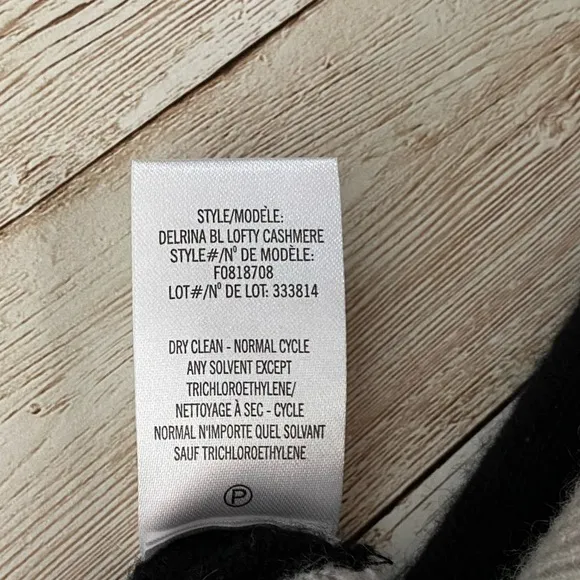 STYLE/MODÈLE:
DELRINA BL LOFTY CASHMERE
STYLE#/Nº DE MODÈLE:
F0818708
LOT#/Nº DE LOT: 333814
DRY CLEAN - NORMAL CYCLE
ANY SOLVENT EXCEPT
TRICHLOROETHYLENE/
NETTOYAGE À SEC - CYCLE
NORMAL N'IMPORTE QUEL SOLVANT
SAUF TRICHLOROETHYLENE
P